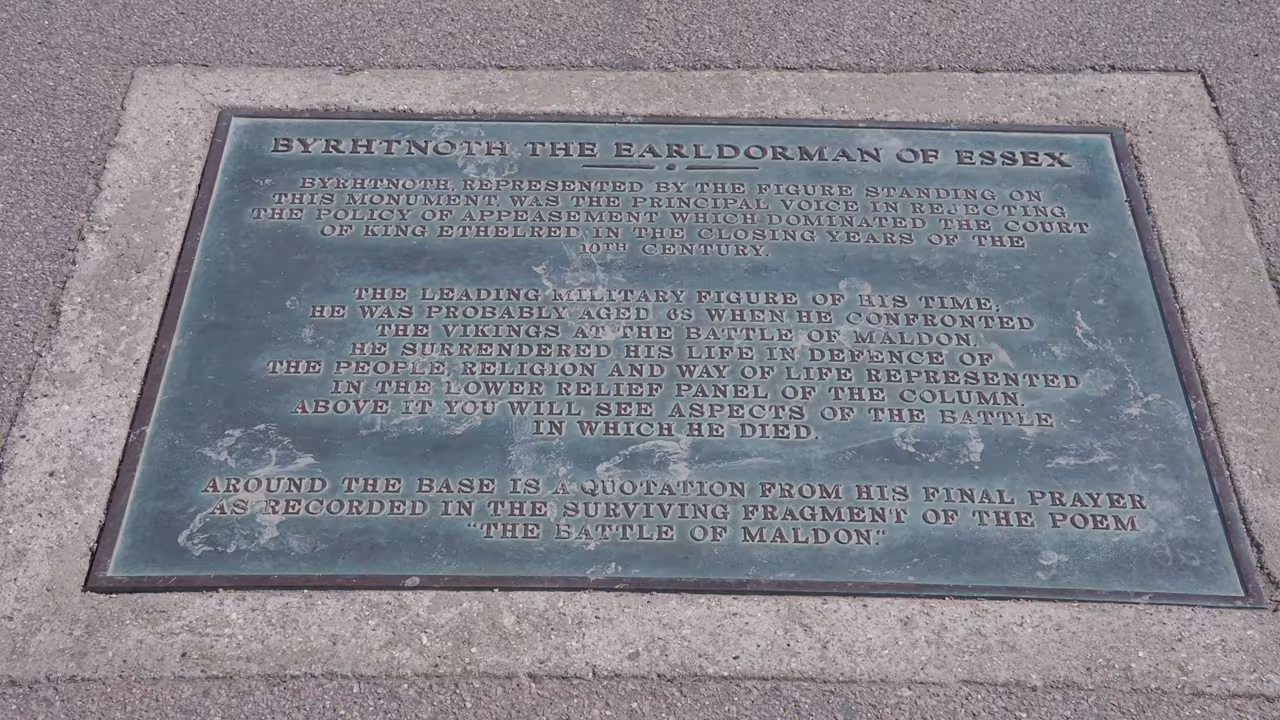 BYRHTNOTH THE EARLDORMAN OF ESSEX
BYRHTNOTH, REPRESENTED BY THE FIGURE STANDING ON
THIS MONUMENT, WAS THE PRINCIPAL VOICE IN REJECTING
THE POLICY OF APPEASEMENT WHICH DOMINATED THE COURT
OF KING ETHELRED IN THE CLOSING YEARS OF THE
10TH CENTURY.
THE LEADING MILITARY FIGURE OF HIS TIME;
HE WAS PROBABLY AGED 68 WHEN HE CONFRONTED
THE VIKINGS AT THE BATTLE OF MALDON.
HE SURRENDERED HIS LIFE IN DEFENCE OF
THE PEOPLE, RELIGION AND WAY OF LIFE REPRESENTED
IN THE LOWER RELIEF PANEL OF THE COLUMN.
ABOVE IT YOU WILL SEE ASPECTS OF THE BATTLE
IN WHICH HE DIED.
AROUND THE BASE IS A QUOTATION FROM HIS FINAL PRAYER
AS RECORDED IN THE SURVIVING FRAGMENT OF THE POEM
"THE BATTLE OF MALDON."